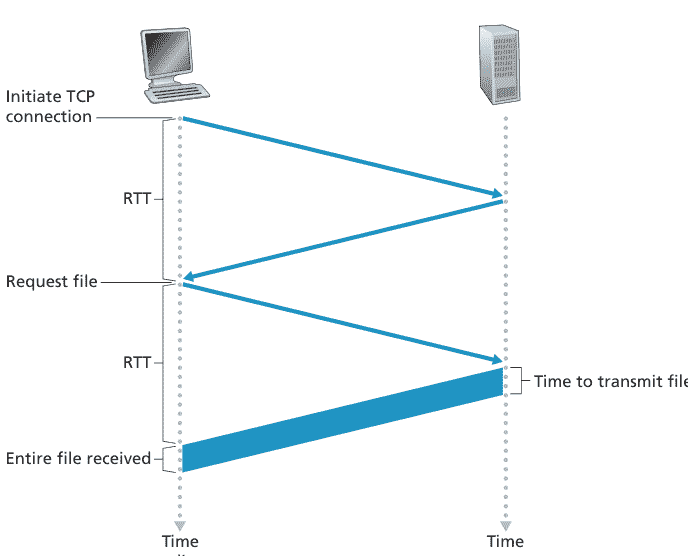 Initiate TCP
connection
RTT
Request file
RTT
Time to transmit file
Entire file received
Time
Time